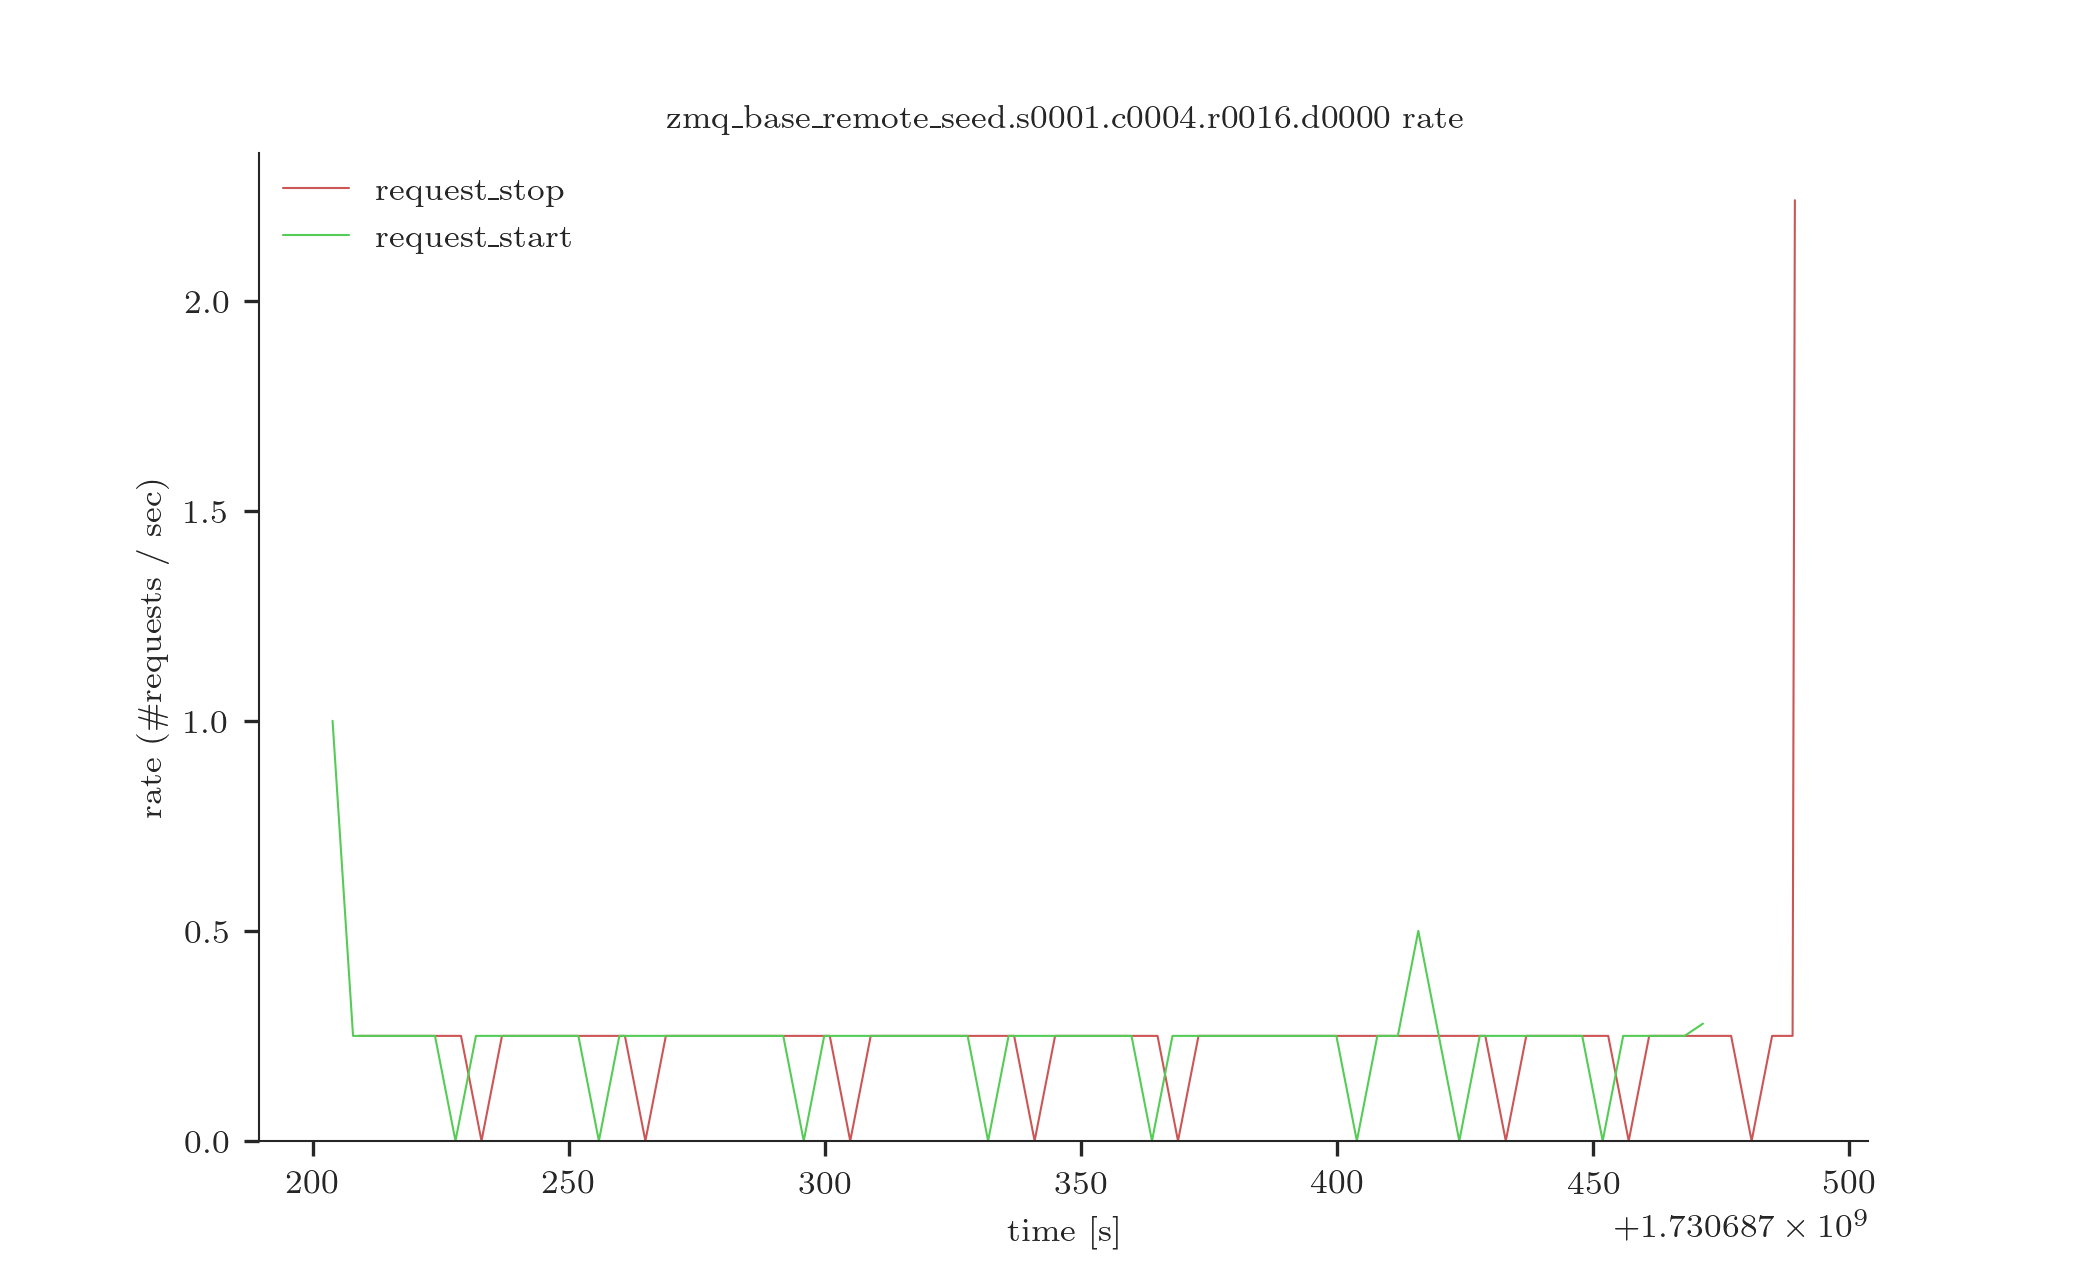 zmq_base_remote_seed.s0001.c0004.r0016.d0000 rate
request_stop
request_start
rate (#requests / sec)
2.0
1.5
1.0
0.5
0.0
200 250 300 350 400 450 500
time [s]
+1.730687 × 10⁹